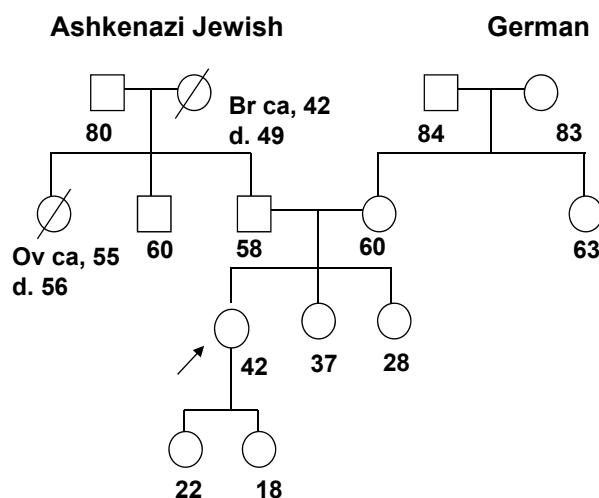 Ashkenazi Jewish
German
Br ca, 42
d. 49
80
84
83
Ov ca, 55
d. 56
60
58
60
63
42
37
28
22
18